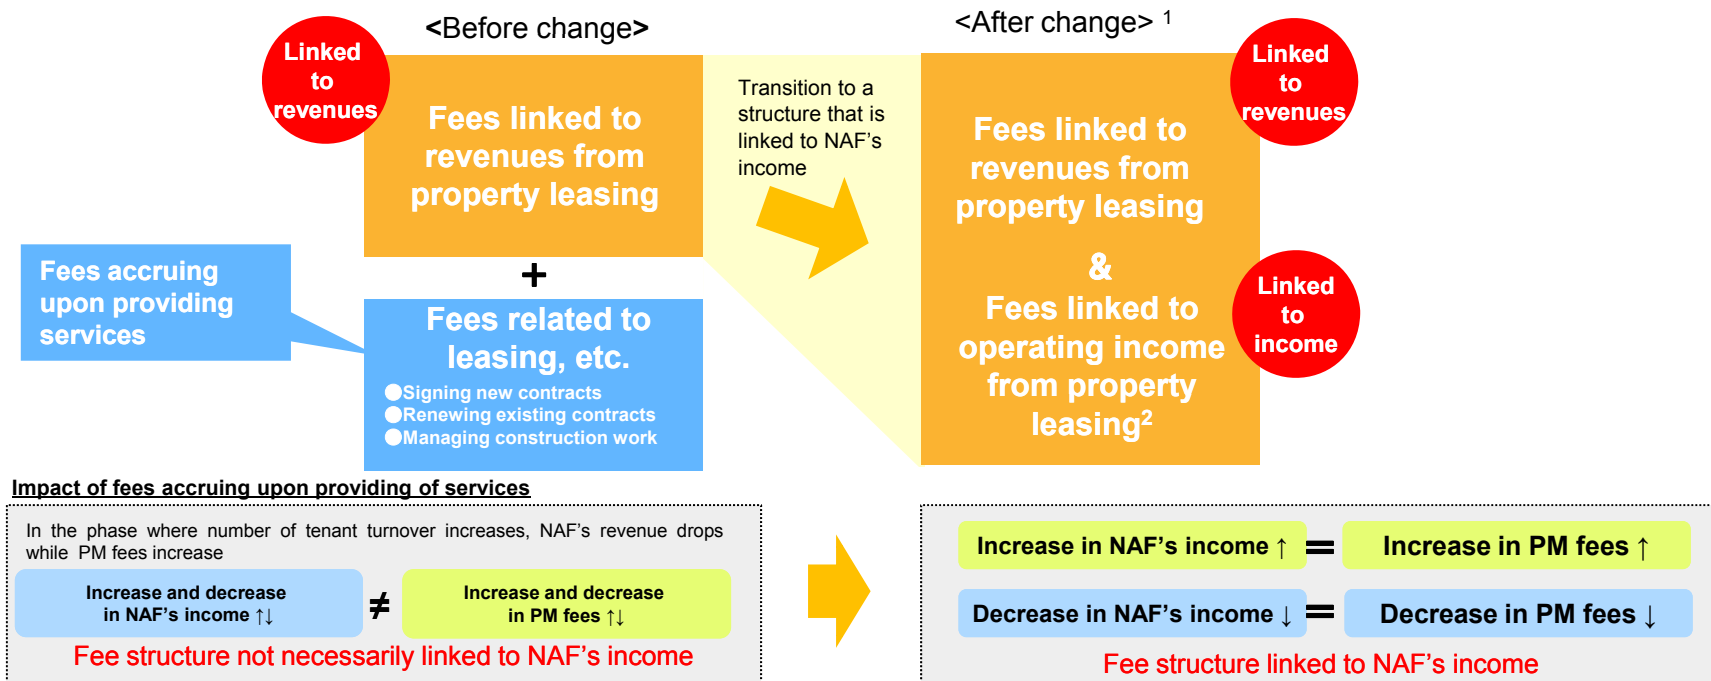 <Before change>
Linked
to
revenues
Fees linked to
revenues from
property leasing
+
Fees accruing
upon providing
services
Fees related to
leasing, etc.
●Signing new contracts
●Renewing existing contracts
●Managing construction work
Transition to a
structure that is
linked to NAF's
income
<After change> 1
Linked
to
revenues
Fees linked to
revenues from
property leasing
&
Fees linked to
operating income
from property
leasing2
Linked
to
income
Impact of fees accruing upon providing of services
In the phase where number of tenant turnover increases, NAF's revenue drops
while PM fees increase
Increase and decrease
in NAF's income ↑↓
≠
Increase and decrease
in PM fees ↑↓
Fee structure not necessarily linked to NAF's income
Increase in NAF's income ↑ = Increase in PM fees ↑
Decrease in NAF's income ↓ = Decrease in PM fees ↓
Fee structure linked to NAF's income